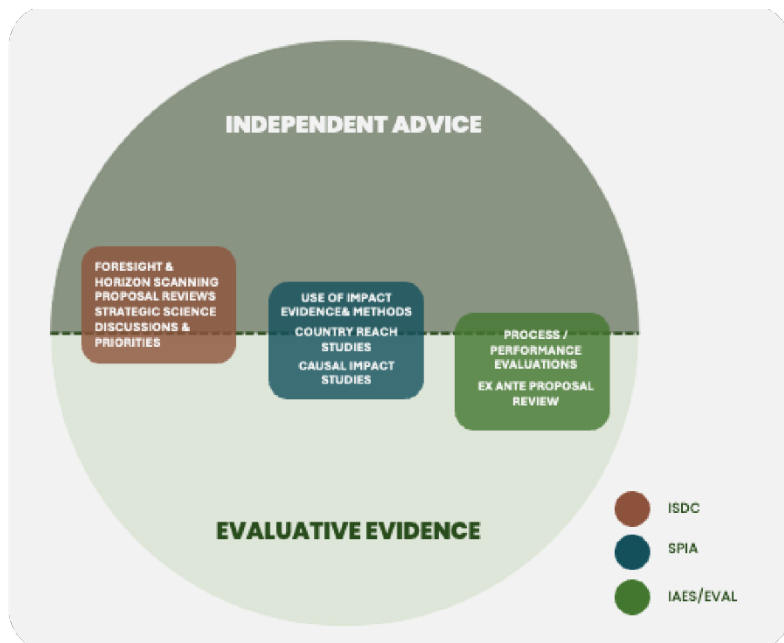 INDEPENDENT ADVICE
FORESIGHT &
HORIZON SCANNING
PROPOSAL REVIEWS
STRATEGIC SCIENCE
DISCUSSIONS &
PRIORITIES
USE OF IMPACT
EVIDENCE& METHODS
COUNTRY REACH
STUDIES
CAUSAL IMPACT
STUDIES
PROCESS /
PERFORMANCE
EVALUATIONS
EX ANTE PROPOSAL
REVIEW
EVALUATIVE EVIDENCE
ISDC
SPIA
IAES/EVAL